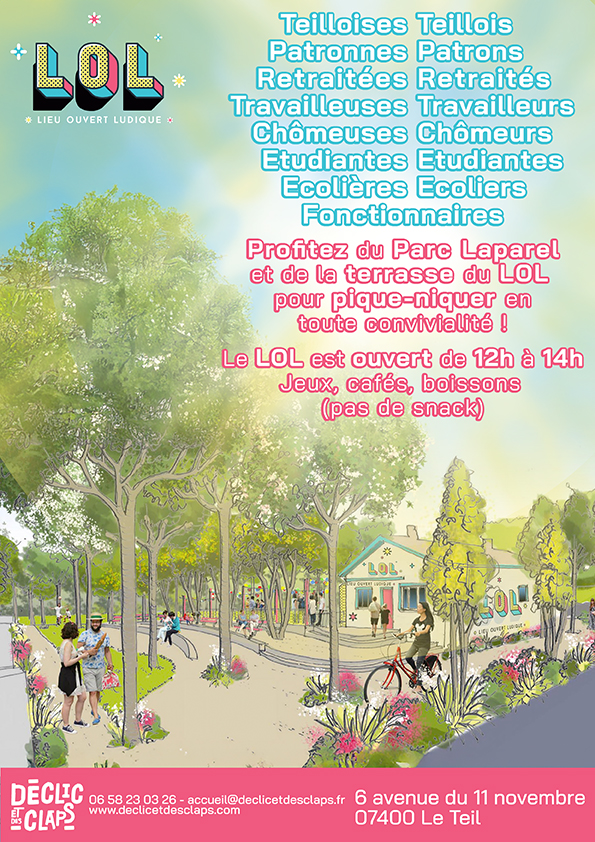 LOL
LIEU OUVERT LUDIQUE
Teilloises Teillois
Patronnes Patrons
Retraitées Retraités
Travailleuses Travailleurs
Chômeuses Chômeurs
Etudiantes Etudiantes
Ecolières Ecoliers
Fonctionnaires
Profitez du Parc Laparel
et de la terrasse du LOL
pour pique-niquer en
toute convivialité !
Le LOL est ouvert de 12h à 14h
Jeux, cafés, boissons
(pas de snack)
LOL
LIEU OUVERT LUDIQUE
LOL
LIEU OUVERT LUDIQUE
DÉCLIC
ET DES
CLAPS
06 58 23 03 26 - accueil@declicetdesclaps.fr
www.declicetdesclaps.com
6 avenue du 11 novembre
07400 Le Teil